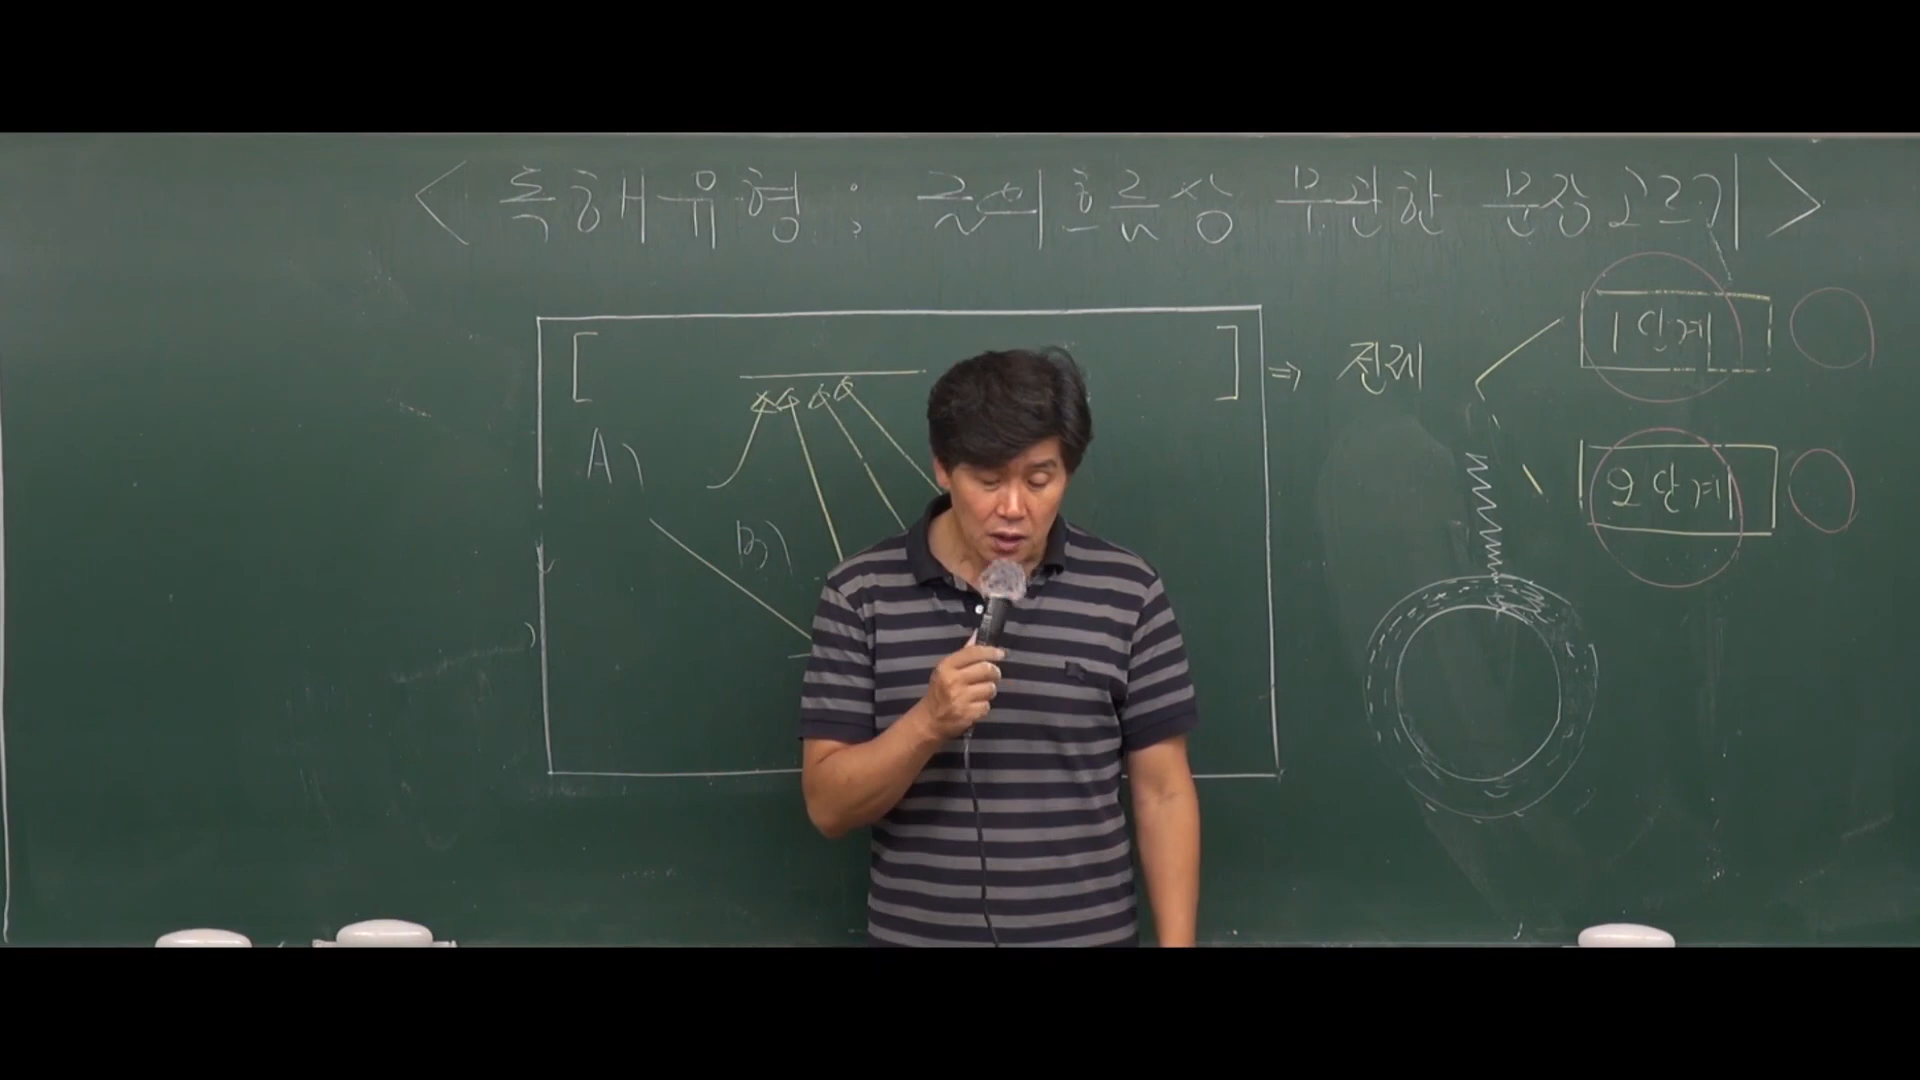 < 독해유형 : 글의 흐름상 무관한 문장 고르기 >
[ ] ⇒ 전제
1단계
A)
2단계
B)